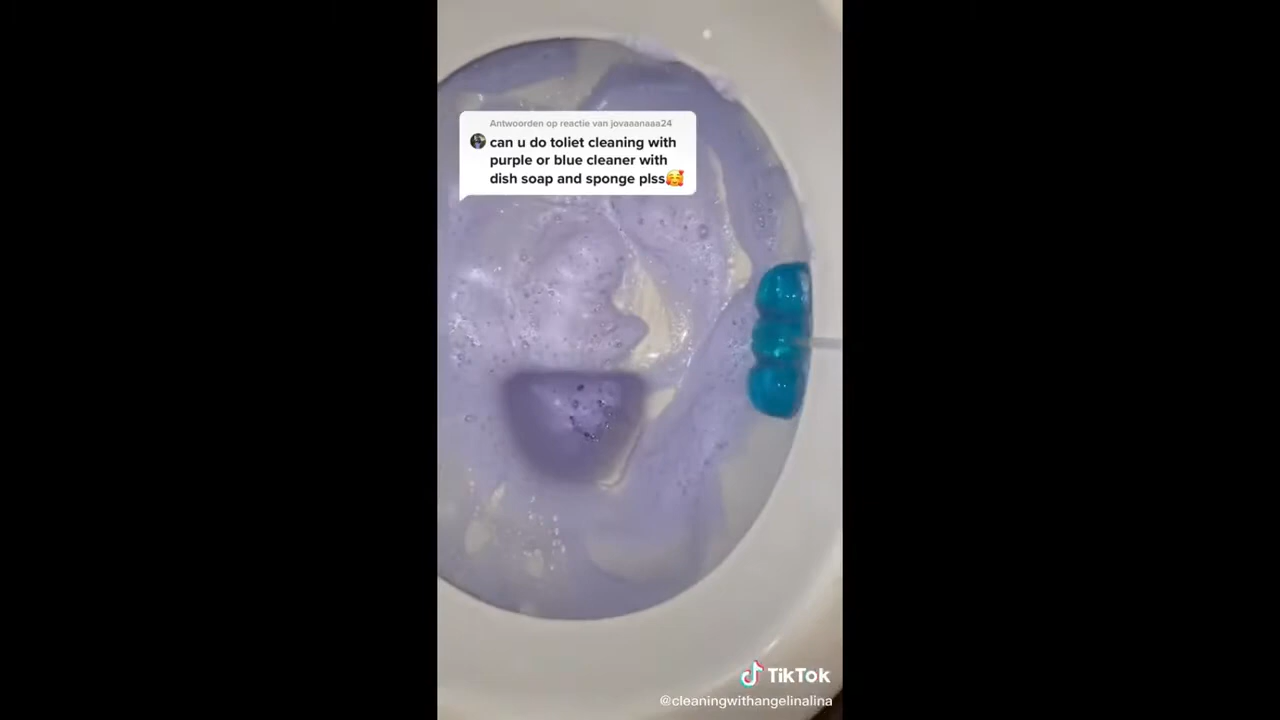 Antwoorden op reactie van jovaaanaaa24
can u do toliet cleaning with
purple or blue cleaner with
dish soap and sponge plss🥰
TikTok
@cleaningwithangelinalina